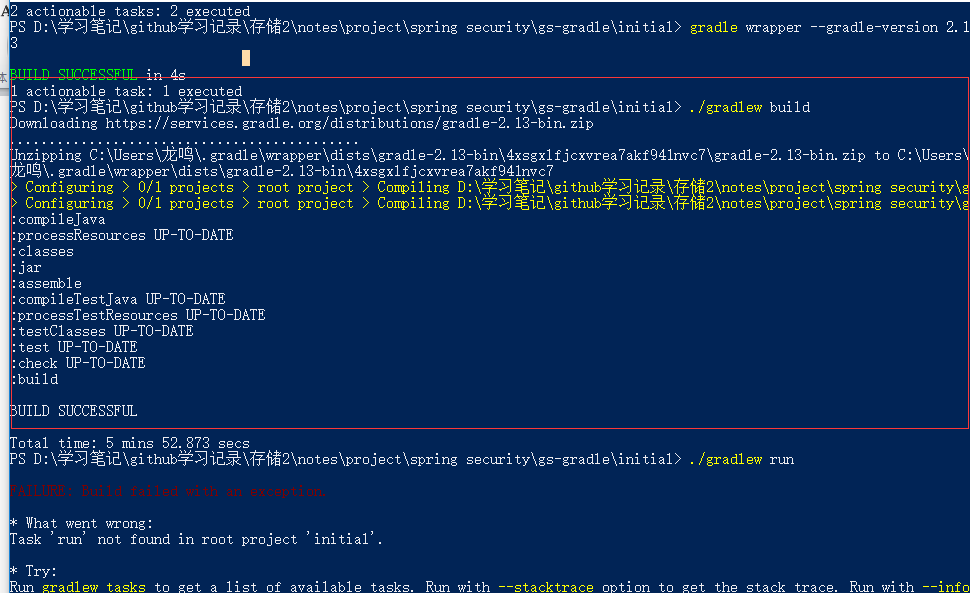 2 actionable tasks: 2 executed
PS D:\学习笔记\github学习记录\存储2\notes\project\spring security\gs-gradle\initial> gradle wrapper --gradle-version 2.1
3
BUILD SUCCESSFUL in 4s
1 actionable task: 1 executed
PS D:\学习笔记\github学习记录\存储2\notes\project\spring security\gs-gradle\initial> ./gradlew build
Downloading https://services.gradle.org/distributions/gradle-2.13-bin.zip
............................................
Unzipping C:\Users\龙鸣\.gradle\wrapper\dists\gradle-2.13-bin\4xsgxlfjcxvrea7akf941nvc7\gradle-2.13-bin.zip to C:\Users\
龙鸣\.gradle\wrapper\dists\gradle-2.13-bin\4xsgxlfjcxvrea7akf941nvc7
> Configuring > 0/1 projects > root project > Compiling D:\学习笔记\github学习记录\存储2\notes\project\spring security\g
> Configuring > 0/1 projects > root project > Compiling D:\学习笔记\github学习记录\存储2\notes\project\spring security\g
:compileJava
:processResources UP-TO-DATE
:classes
:jar
:assemble
:compileTestJava UP-TO-DATE
:processTestResources UP-TO-DATE
:testClasses UP-TO-DATE
:test UP-TO-DATE
:check UP-TO-DATE
:build
BUILD SUCCESSFUL
Total time: 5 mins 52.873 secs
PS D:\学习笔记\github学习记录\存储2\notes\project\spring security\gs-gradle\initial> ./gradlew run
FAILURE: Build failed with an exception.
* What went wrong:
Task 'run' not found in root project 'initial'.
* Try:
Run gradlew tasks to get a list of available tasks. Run with --stacktrace option to get the stack trace. Run with --info